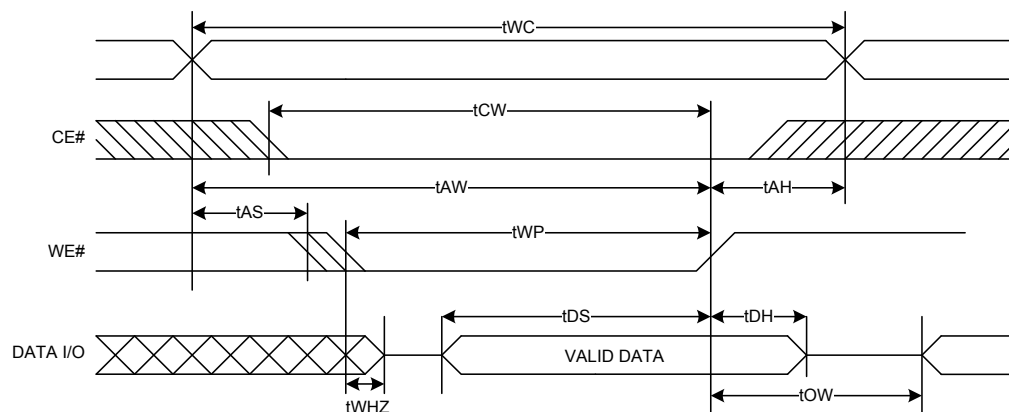 tWC
tCW
CE#
tAW
tAH
tAS
tWP
WE#
tDS
tDH
DATA I/O
VALID DATA
tWHZ
tOW